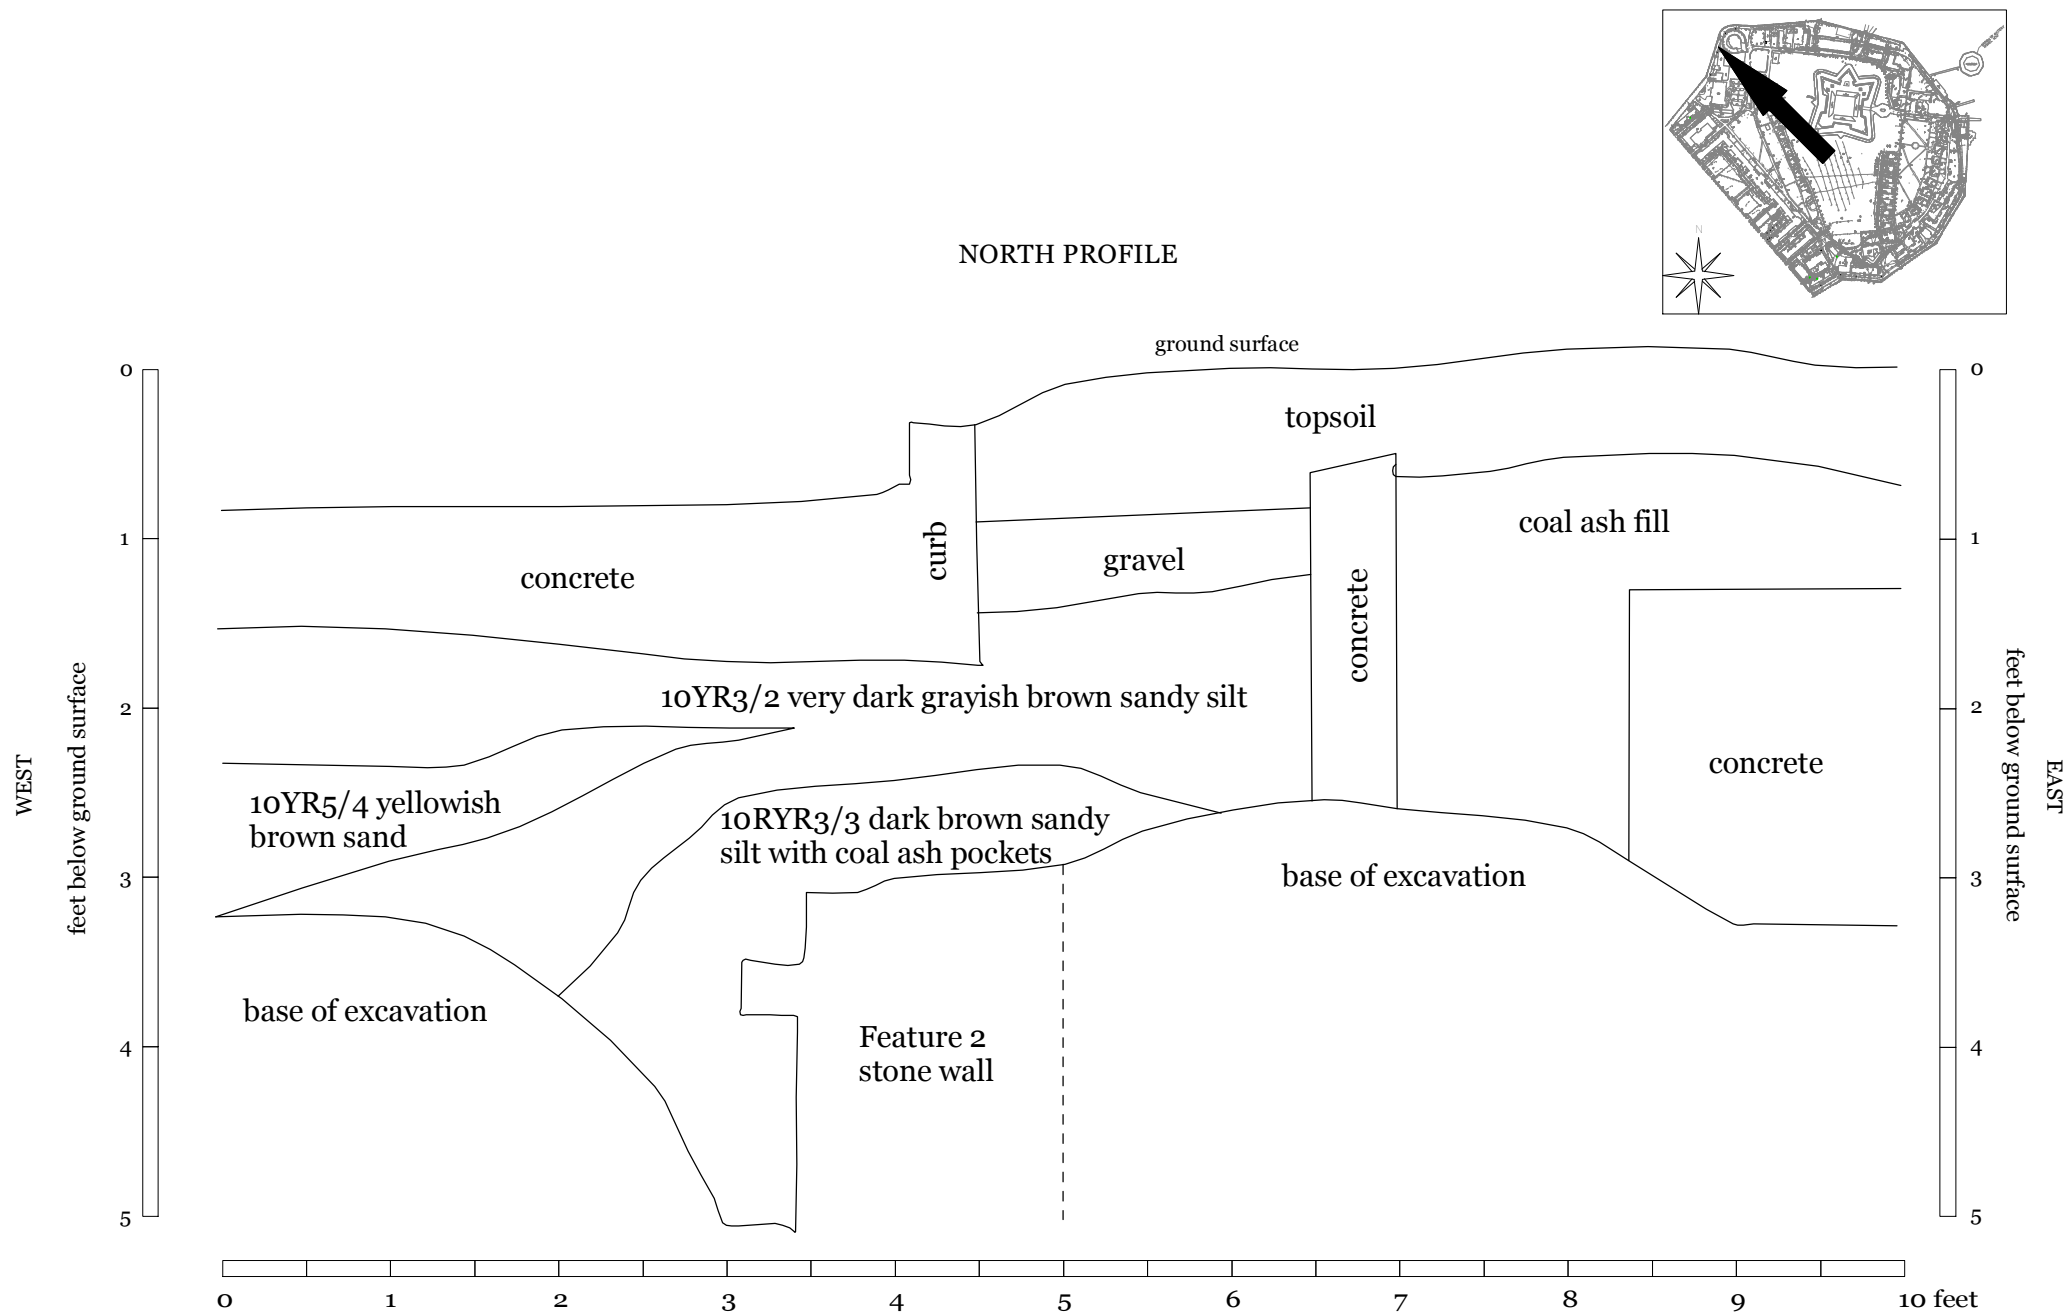 N
NORTH PROFILE
ground surface
0
0
topsoil
coal ash fill
1
1
curb
gravel
concrete
concrete
feet below ground surface
feet below ground surface
2
2
10YR3/2 very dark grayish brown sandy silt
WEST
EAST
concrete
10YR5/4 yellowish
brown sand
10RYR3/3 dark brown sandy
silt with coal ash pockets
3
3
base of excavation
base of excavation
Feature 2
stone wall
4
4
5
5
0 1 2 3 4 5 6 7 8 9 10 feet